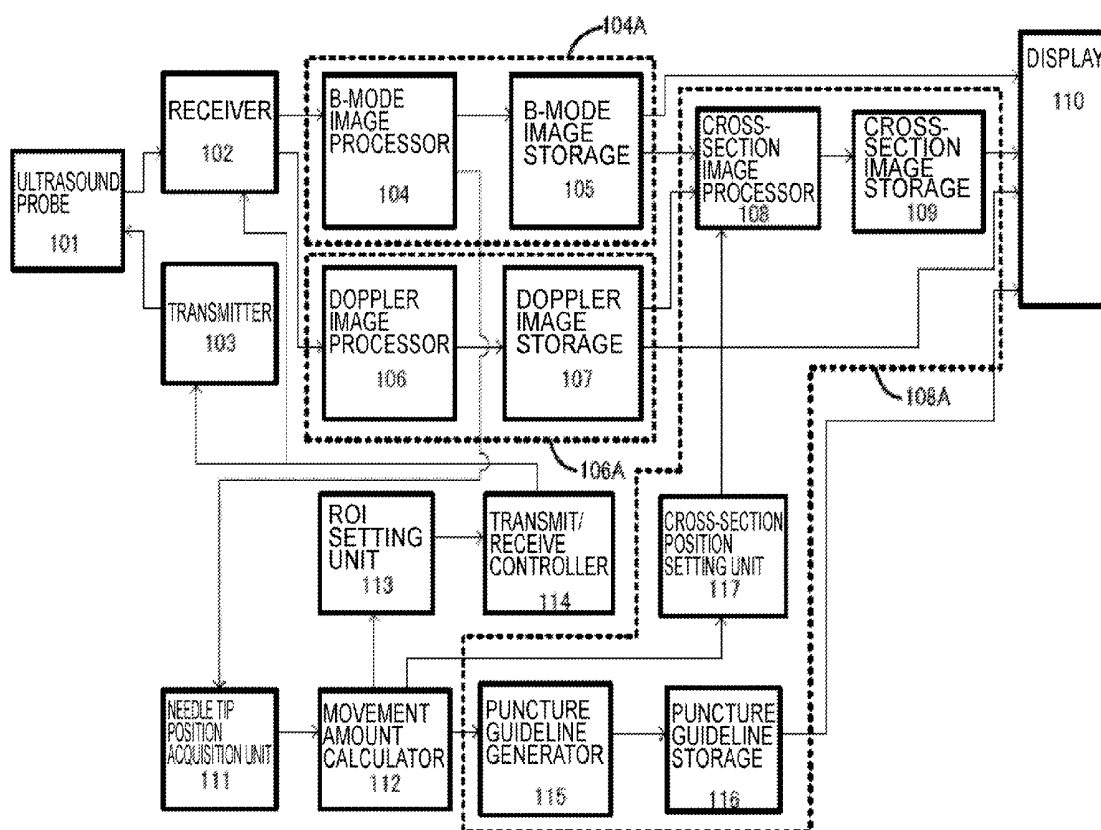 104A
DISPLAY
110
RECEIVER
102
B-MODE
IMAGE
PROCESSOR
104
B-MODE
IMAGE
STORAGE
105
CROSS-
SECTION
IMAGE
PROCESSOR
108
CROSS-
SECTION
IMAGE
STORAGE
109
ULTRASOUND
PROBE
101
TRANSMITTER
103
DOPPLER
IMAGE
PROCESSOR
106
DOPPLER
IMAGE
STORAGE
107
108A
106A
ROI
SETTING
UNIT
113
TRANSMIT/
RECEIVE
CONTROLLER
114
CROSS-SECTION
POSITION
SETTING UNIT
117
NEEDLE TIP
POSITION
ACQUISITION UNIT
111
MOVEMENT
AMOUNT
CALCULATOR
112
PUNCTURE
GUIDELINE
GENERATOR
115
PUNCTURE
GUIDELINE
STORAGE
116